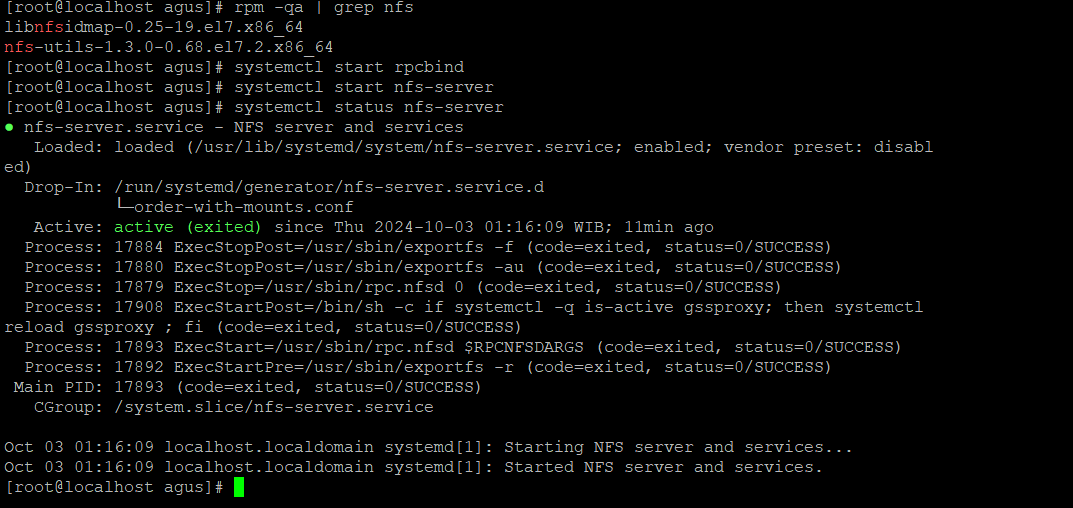 [root@localhost agus]# rpm -qa | grep nfs
libnfsidmap-0.25-19.el7.x86_64
nfs-utils-1.3.0-0.68.el7.2.x86_64
[root@localhost agus]# systemctl start rpcbind
[root@localhost agus]# systemctl start nfs-server
[root@localhost agus]# systemctl status nfs-server
● nfs-server.service - NFS server and services
   Loaded: loaded (/usr/lib/systemd/system/nfs-server.service; enabled; vendor preset: disabl
ed)
  Drop-In: /run/systemd/generator/nfs-server.service.d
           └─order-with-mounts.conf
   Active: active (exited) since Thu 2024-10-03 01:16:09 WIB; 11min ago
  Process: 17884 ExecStopPost=/usr/sbin/exportfs -f (code=exited, status=0/SUCCESS)
  Process: 17880 ExecStopPost=/usr/sbin/exportfs -au (code=exited, status=0/SUCCESS)
  Process: 17879 ExecStop=/usr/sbin/rpc.nfsd 0 (code=exited, status=0/SUCCESS)
  Process: 17908 ExecStartPost=/bin/sh -c if systemctl -q is-active gssproxy; then systemctl
reload gssproxy ; fi (code=exited, status=0/SUCCESS)
  Process: 17893 ExecStart=/usr/sbin/rpc.nfsd $RPCNFSDARGS (code=exited, status=0/SUCCESS)
  Process: 17892 ExecStartPre=/usr/sbin/exportfs -r (code=exited, status=0/SUCCESS)
 Main PID: 17893 (code=exited, status=0/SUCCESS)
   CGroup: /system.slice/nfs-server.service

Oct 03 01:16:09 localhost.localdomain systemd[1]: Starting NFS server and services...
Oct 03 01:16:09 localhost.localdomain systemd[1]: Started NFS server and services.
[root@localhost agus]#